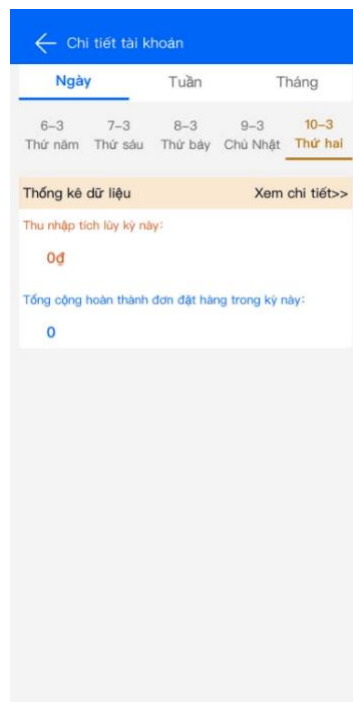 Chi tiết tài khoản
Ngày Tuần Tháng
6-3 7-3 8-3 9-3 10-3
Thứ năm Thứ sáu Thứ bảy Chủ Nhật Thứ hai
Thống kê dữ liệu Xem chi tiết>>
Thu nhập tích lũy kỳ này:
0₫
Tổng cộng hoàn thành đơn đặt hàng trong kỳ này:
0